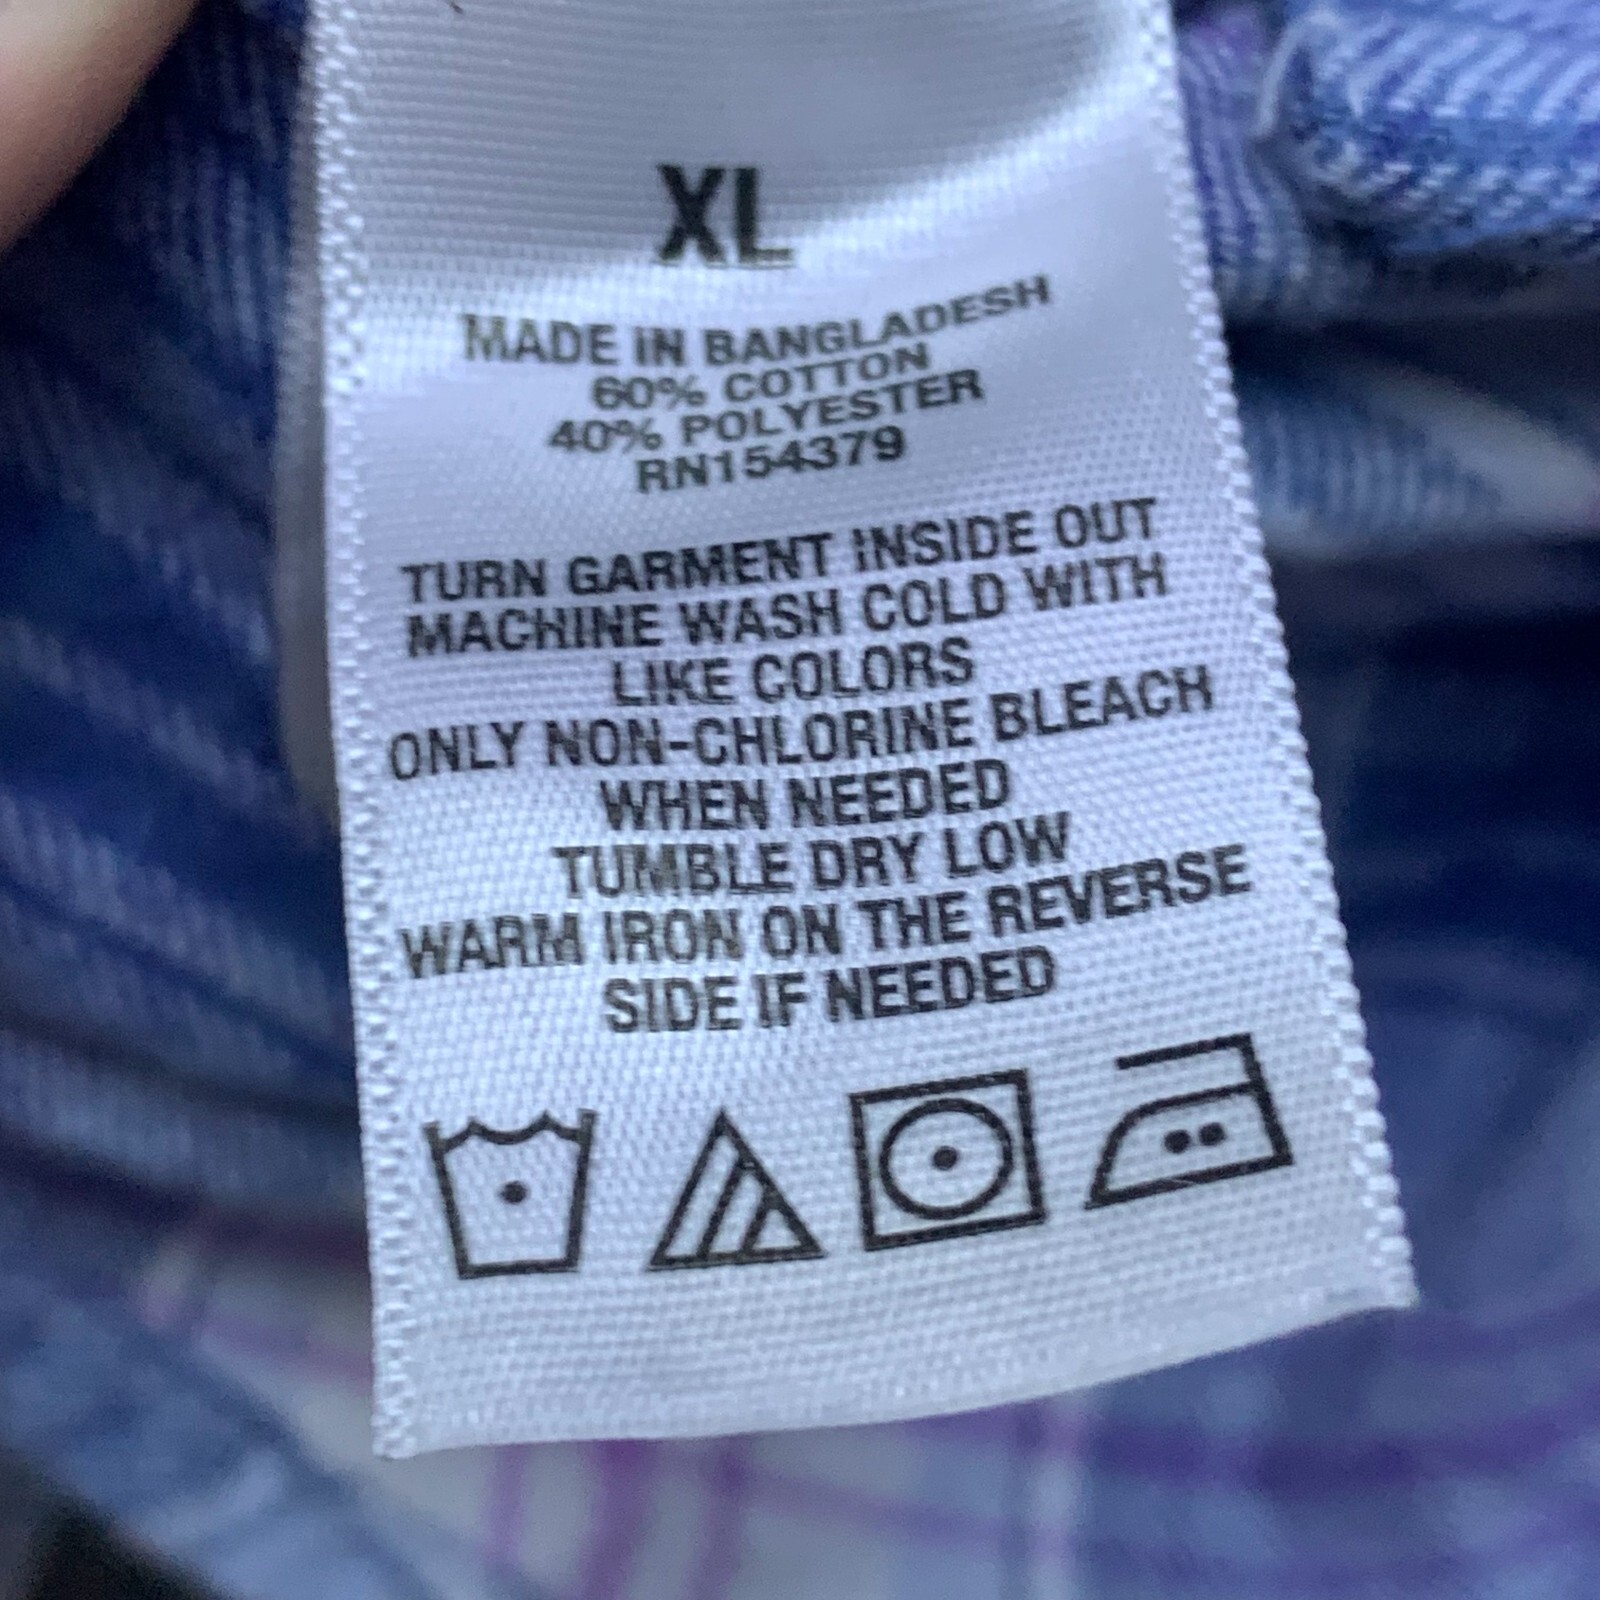 XL
MADE IN BANGLADESH
60% COTTON
40% POLYESTER
RN154379
TURN GARMENT INSIDE OUT
MACHINE WASH COLD WITH
LIKE COLORS
ONLY NON-CHLORINE BLEACH
WHEN NEEDED
TUMBLE DRY LOW
WARM IRON ON THE REVERSE
SIDE IF NEEDED